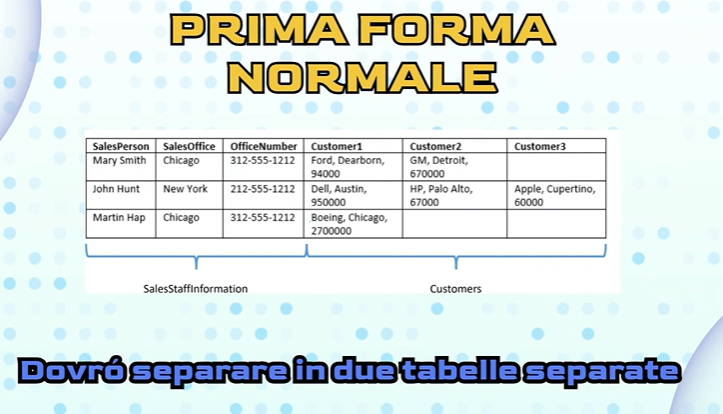 PRIMA FORMA
NORMALE
SalesPerson SalesOffice OfficeNumber Customer1 Customer2 Customer3
Mary Smith Chicago 312-555-1212 Ford, Dearborn, 94000 GM, Detroit, 670000
John Hunt New York 212-555-1212 Dell, Austin, 950000 HP, Palo Alto, 67000 Apple, Cupertino, 60000
Martin Hap Chicago 312-555-1212 Boeing, Chicago, 2700000
SalesStaffInformation Customers
Dovró separare in due tabelle separate